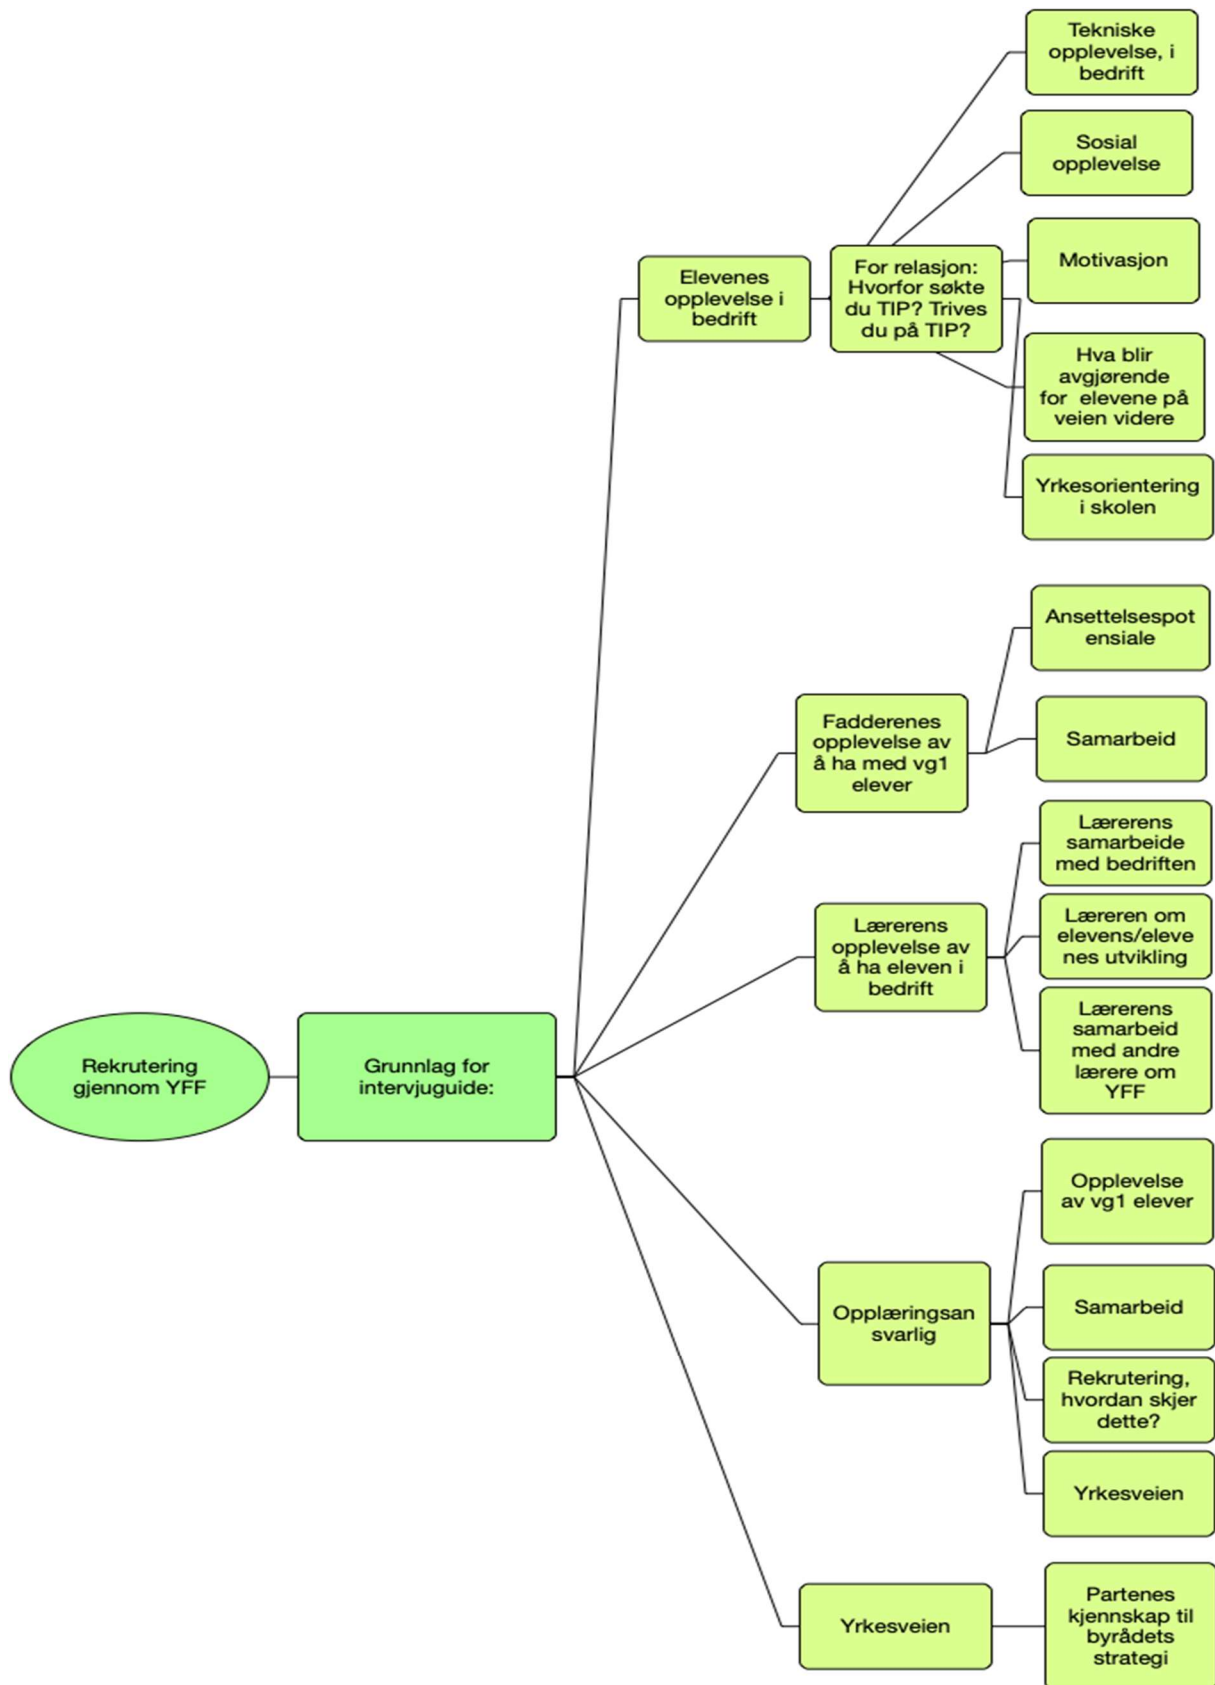 Rekrutering
gjennom YFF
Grunnlag for
intervjuguide:
Elevenes
opplevelse i
bedrift
For relasjon:
Hvorfor søkte
du TIP? Trives
du på TIP?
Tekniske
opplevelse, i
bedrift
Sosial
opplevelse
Motivasjon
Hva blir
avgjørende
for elevene på
veien videre
Yrkesorientering
i skolen
Fadderenes
opplevelse av
å ha med vg1
elever
Ansettelsespot
ensiale
Samarbeid
Lærerens
opplevelse av
å ha eleven i
bedrift
Lærerens
samarbeide
med bedriften
Læreren om
elevens/eleve
nes utvikling
Lærerens
samarbeid
med andre
lærere om
YFF
Opplæringsan
svarlig
Opplevelse
av vg1 elever
Samarbeid
Rekrutering,
hvordan skjer
dette?
Yrkesveien
Yrkesveien
Partenes
kjennskap til
byrådets
strategi